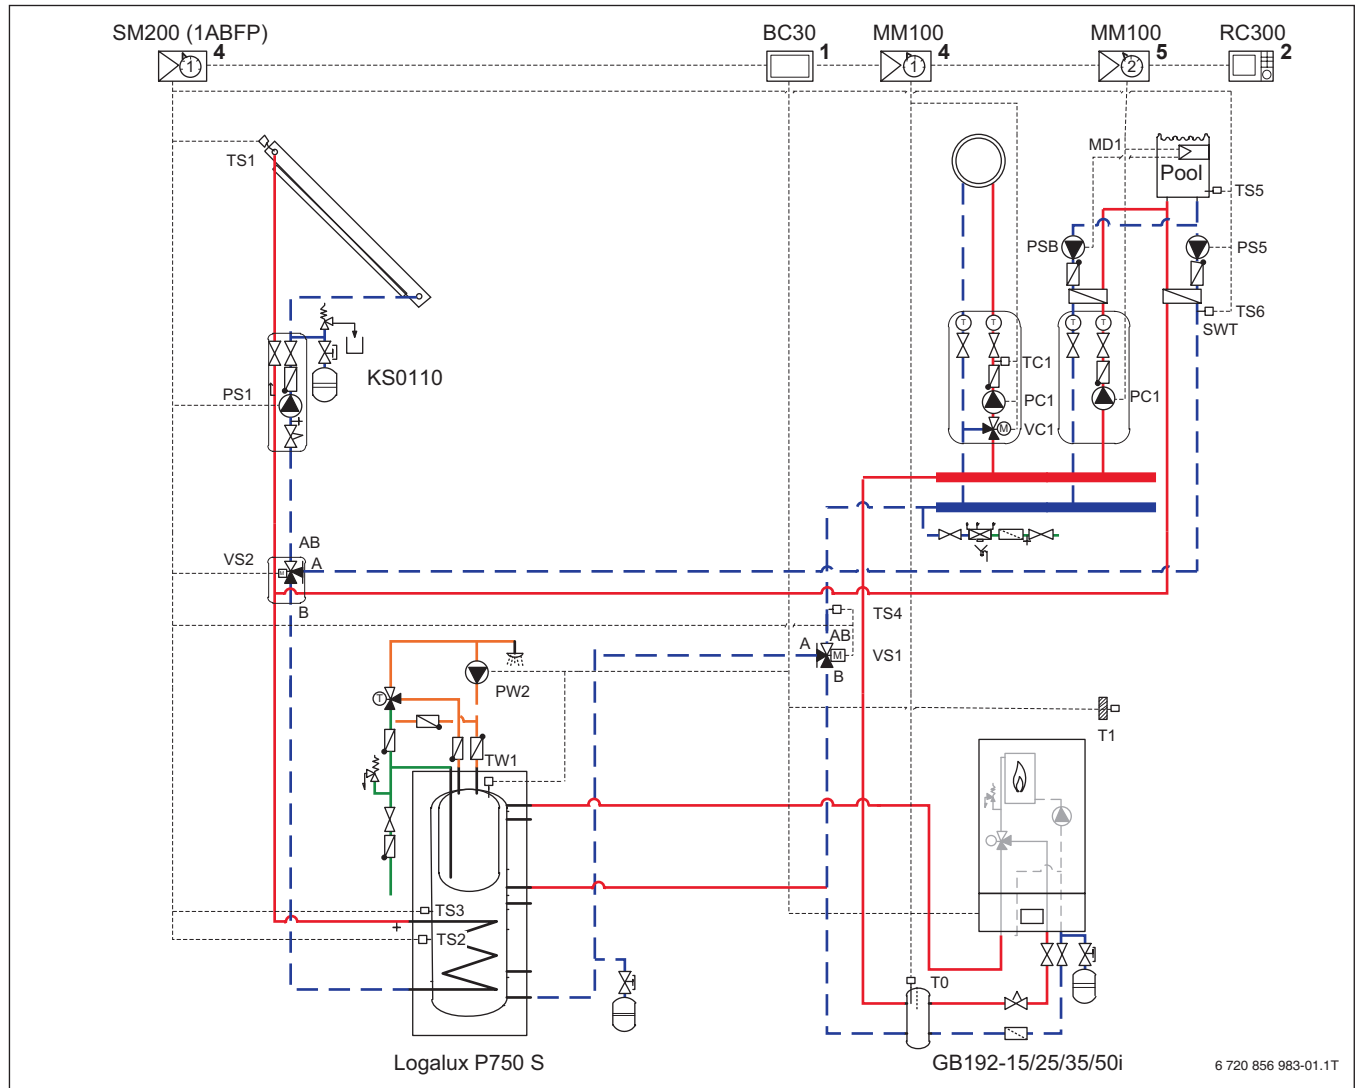 SM200 (1ABFP)
BC30
MM100
MM100
RC300
1
4
1
1
4
2
5
2
TS1
MD1
Pool
TS5
PSB
PS5
TS6
SWT
T
T
T
T
KS0110
TC1
PS1
PC1
PC1
M
VC1
AB
VS2
M
A
B
TS4
AB
A
M
VS1
B
PW2
T
T1
TW1
TS3
TS2
T0
Logalux P750 S
GB192-15/25/35/50i
6 720 856 983-01.1T